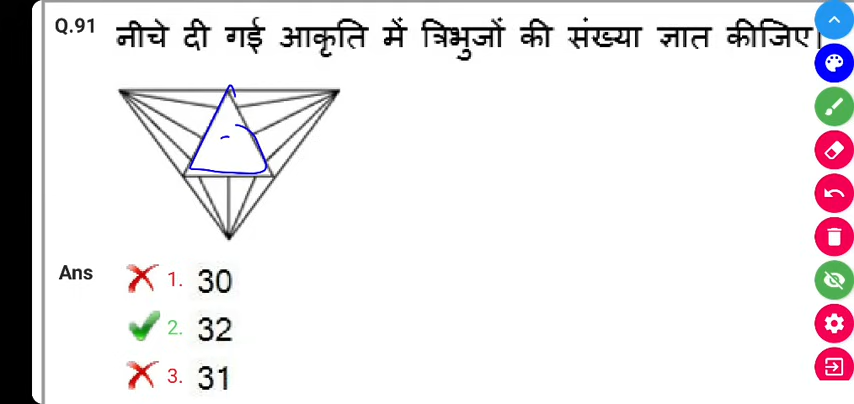 Q.91 नीचे दी गई आकृति में त्रिभुजों की संख्या ज्ञात कीजिए|
Ans 1. 30
2. 32
3. 31